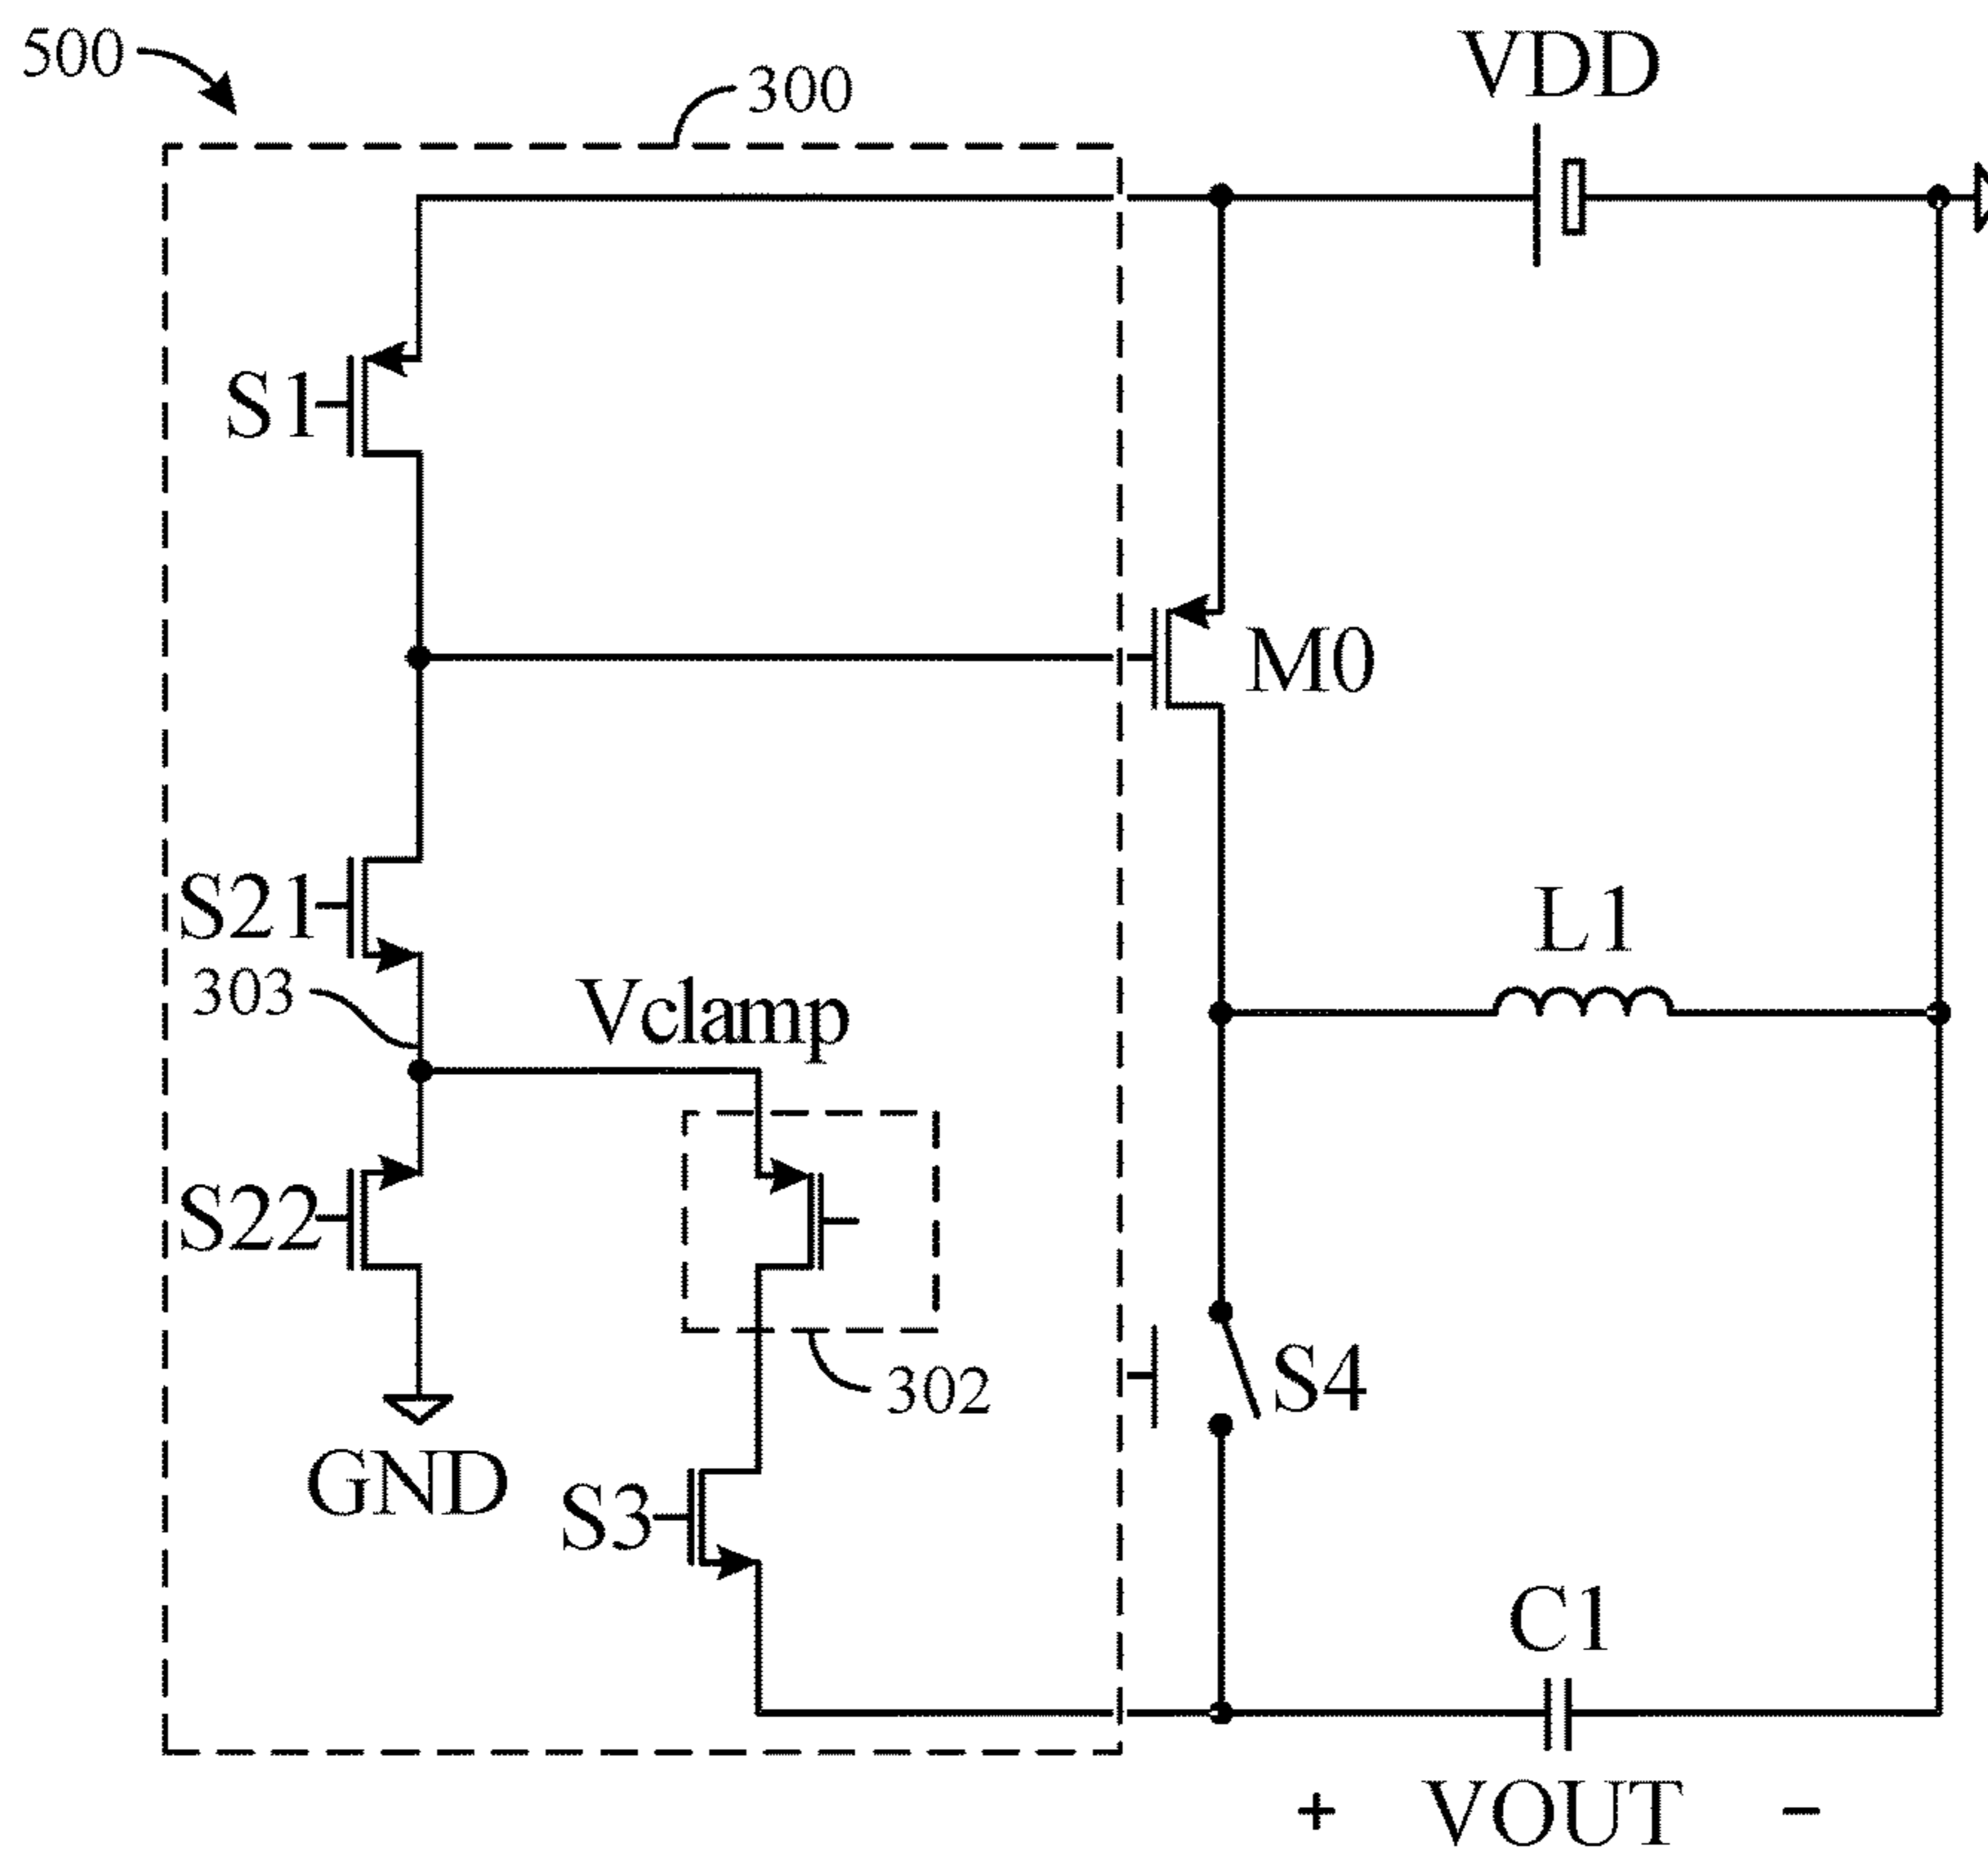 500
300
VDD
S1
M0
S21
303
Vclamp
L1
S22
302
S4
GND
S3
C1
+ VOUT −